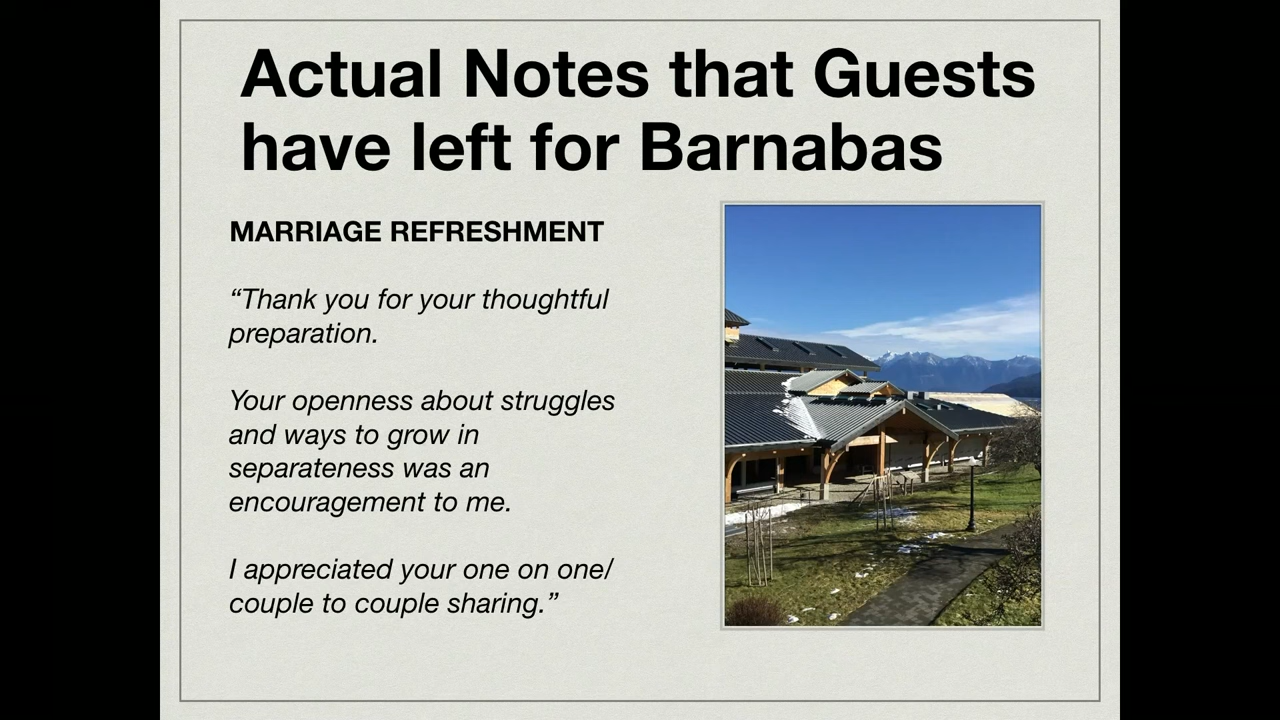 Actual Notes that Guests
have left for Barnabas
MARRIAGE REFRESHMENT
“Thank you for your thoughtful
preparation.
Your openness about struggles
and ways to grow in
separateness was an
encouragement to me.
I appreciated your one on one/
couple to couple sharing.”